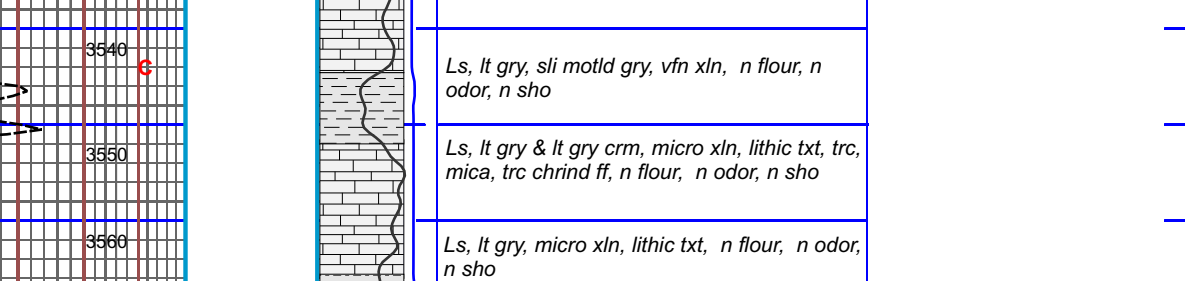 3540
C
Ls, lt gry, sli motld gry, vfn xln, n flour, n
odor, n sho
3550
Ls, lt gry & lt gry crm, micro xln, lithic txt, trc,
mica, trc chrind ff, n flour, n odor, n sho
3560
Ls, lt gry, micro xln, lithic txt, n flour, n odor,
n sho